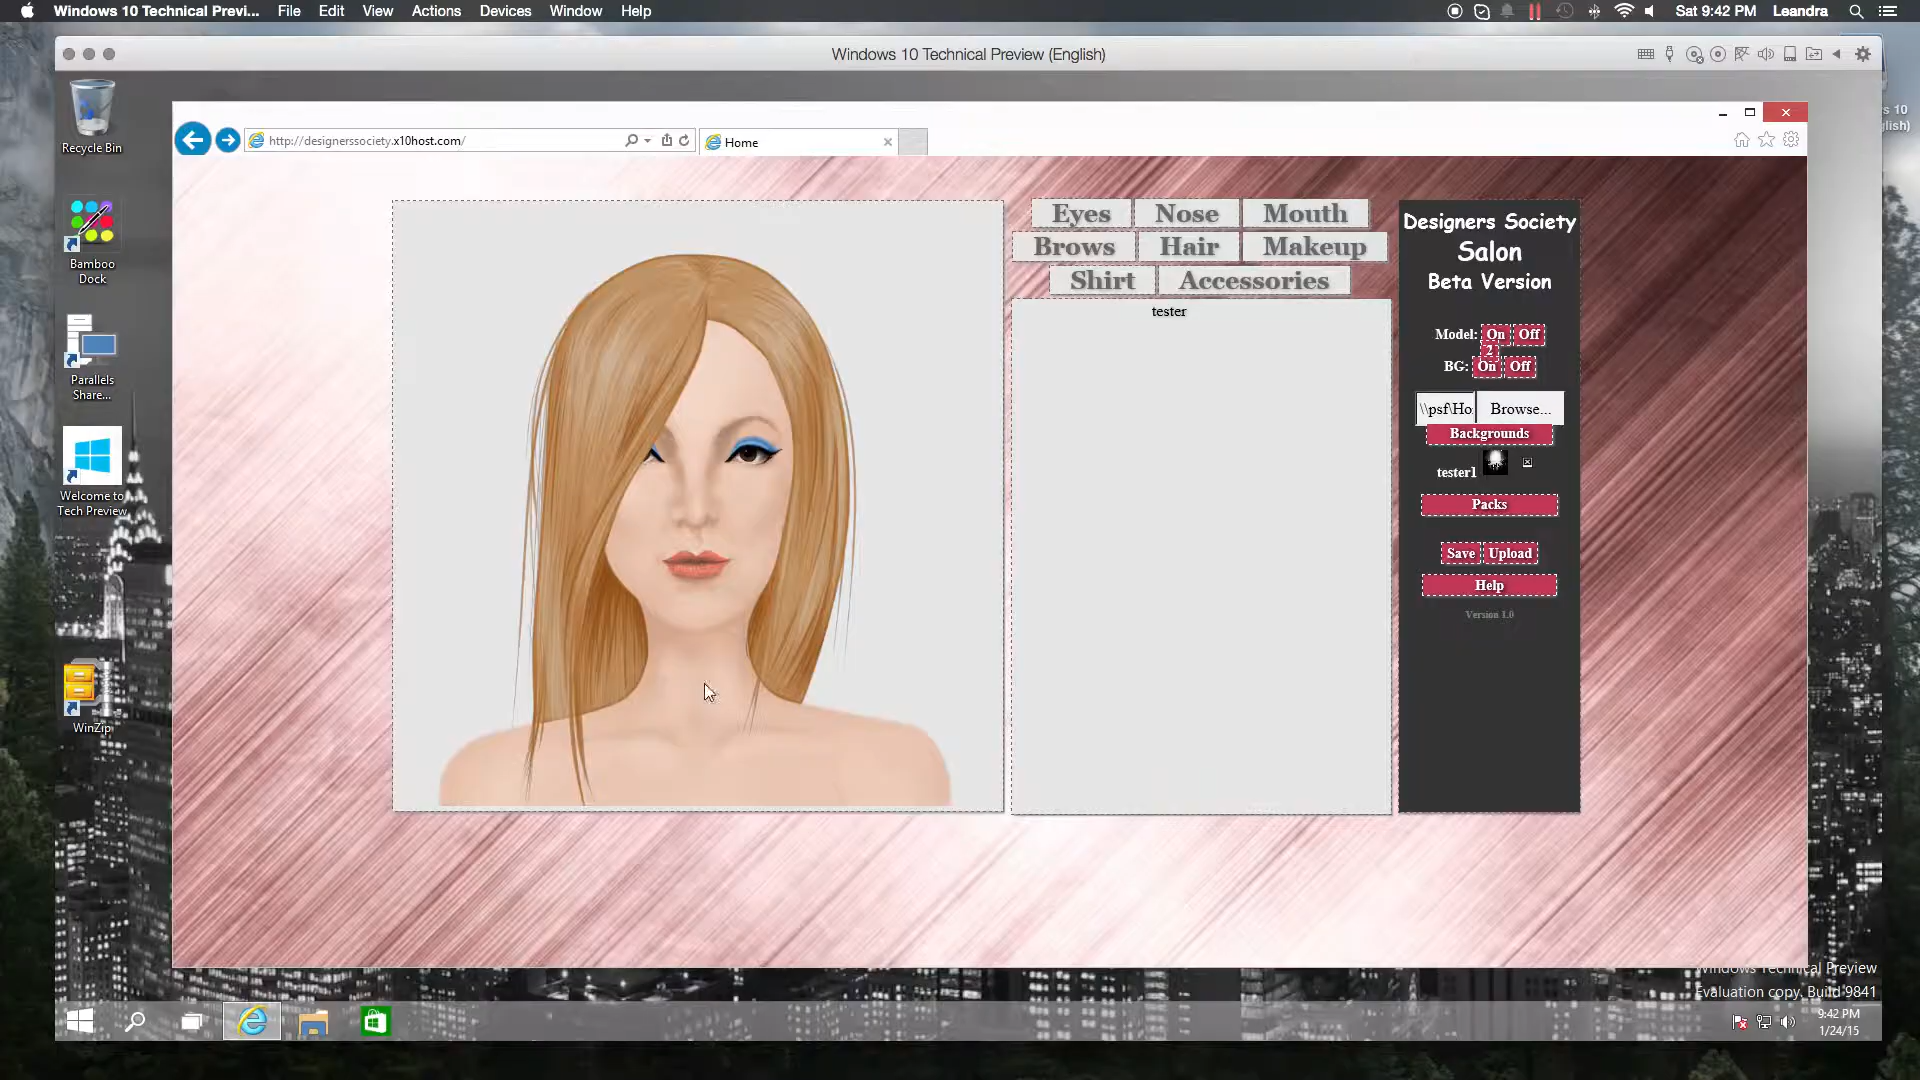 Windows 10 Technical Previ... File Edit View Actions Devices Window Help
Sat 9:42 PM Leandra
Windows 10 Technical Preview (English)
Recycle Bin
Bamboo
Dock
Parallels
Share...
Welcome to
Tech Preview
WinZip
http://designerssociety.x10host.com/
Home
Eyes Nose Mouth
Brows Hair Makeup
Shirt Accessories
tester
Designers Society
Salon
Beta Version
Model: On Off
2
BG: On Off
\\psf\Ho Browse...
Backgrounds
tester1
Packs
Save Upload
Help
Version 1.0
Windows Technical Preview
Evaluation copy. Build 9841
9:42 PM
1/24/15